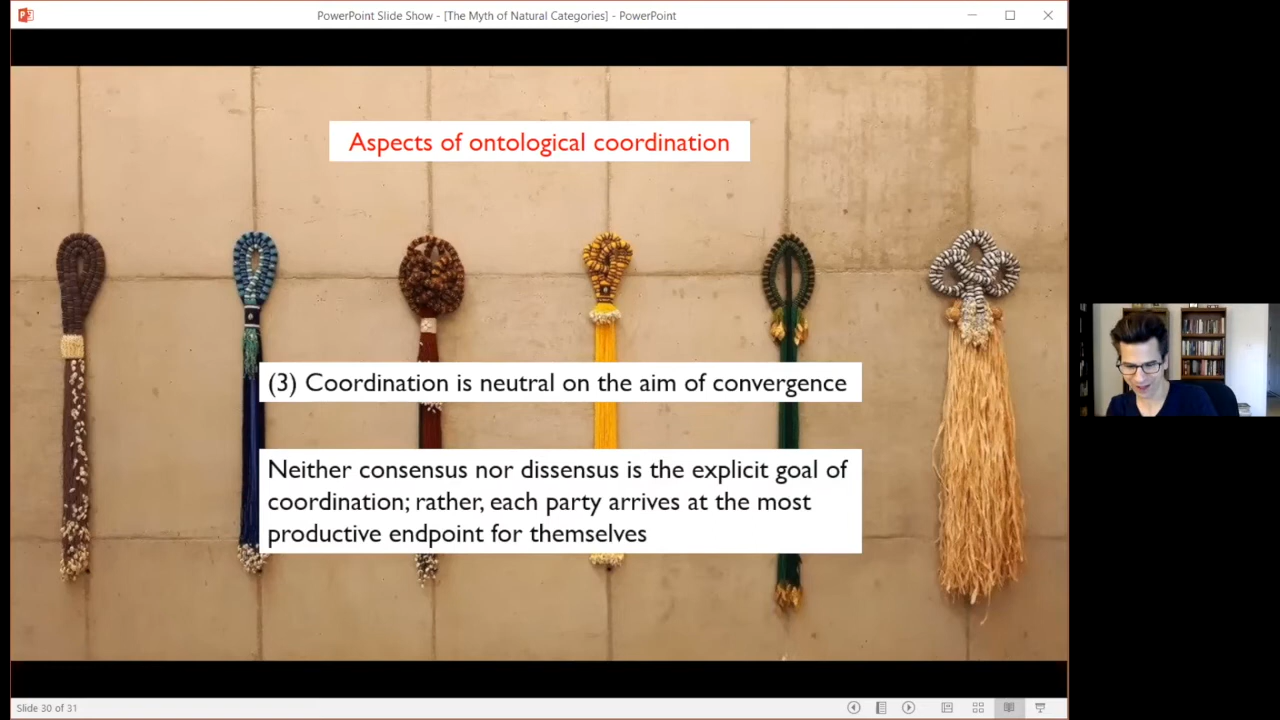 PowerPoint Slide Show - [The Myth of Natural Categories] - PowerPoint
Aspects of ontological coordination
(3) Coordination is neutral on the aim of convergence
Neither consensus nor dissensus is the explicit goal of
coordination; rather, each party arrives at the most
productive endpoint for themselves
Slide 30 of 31